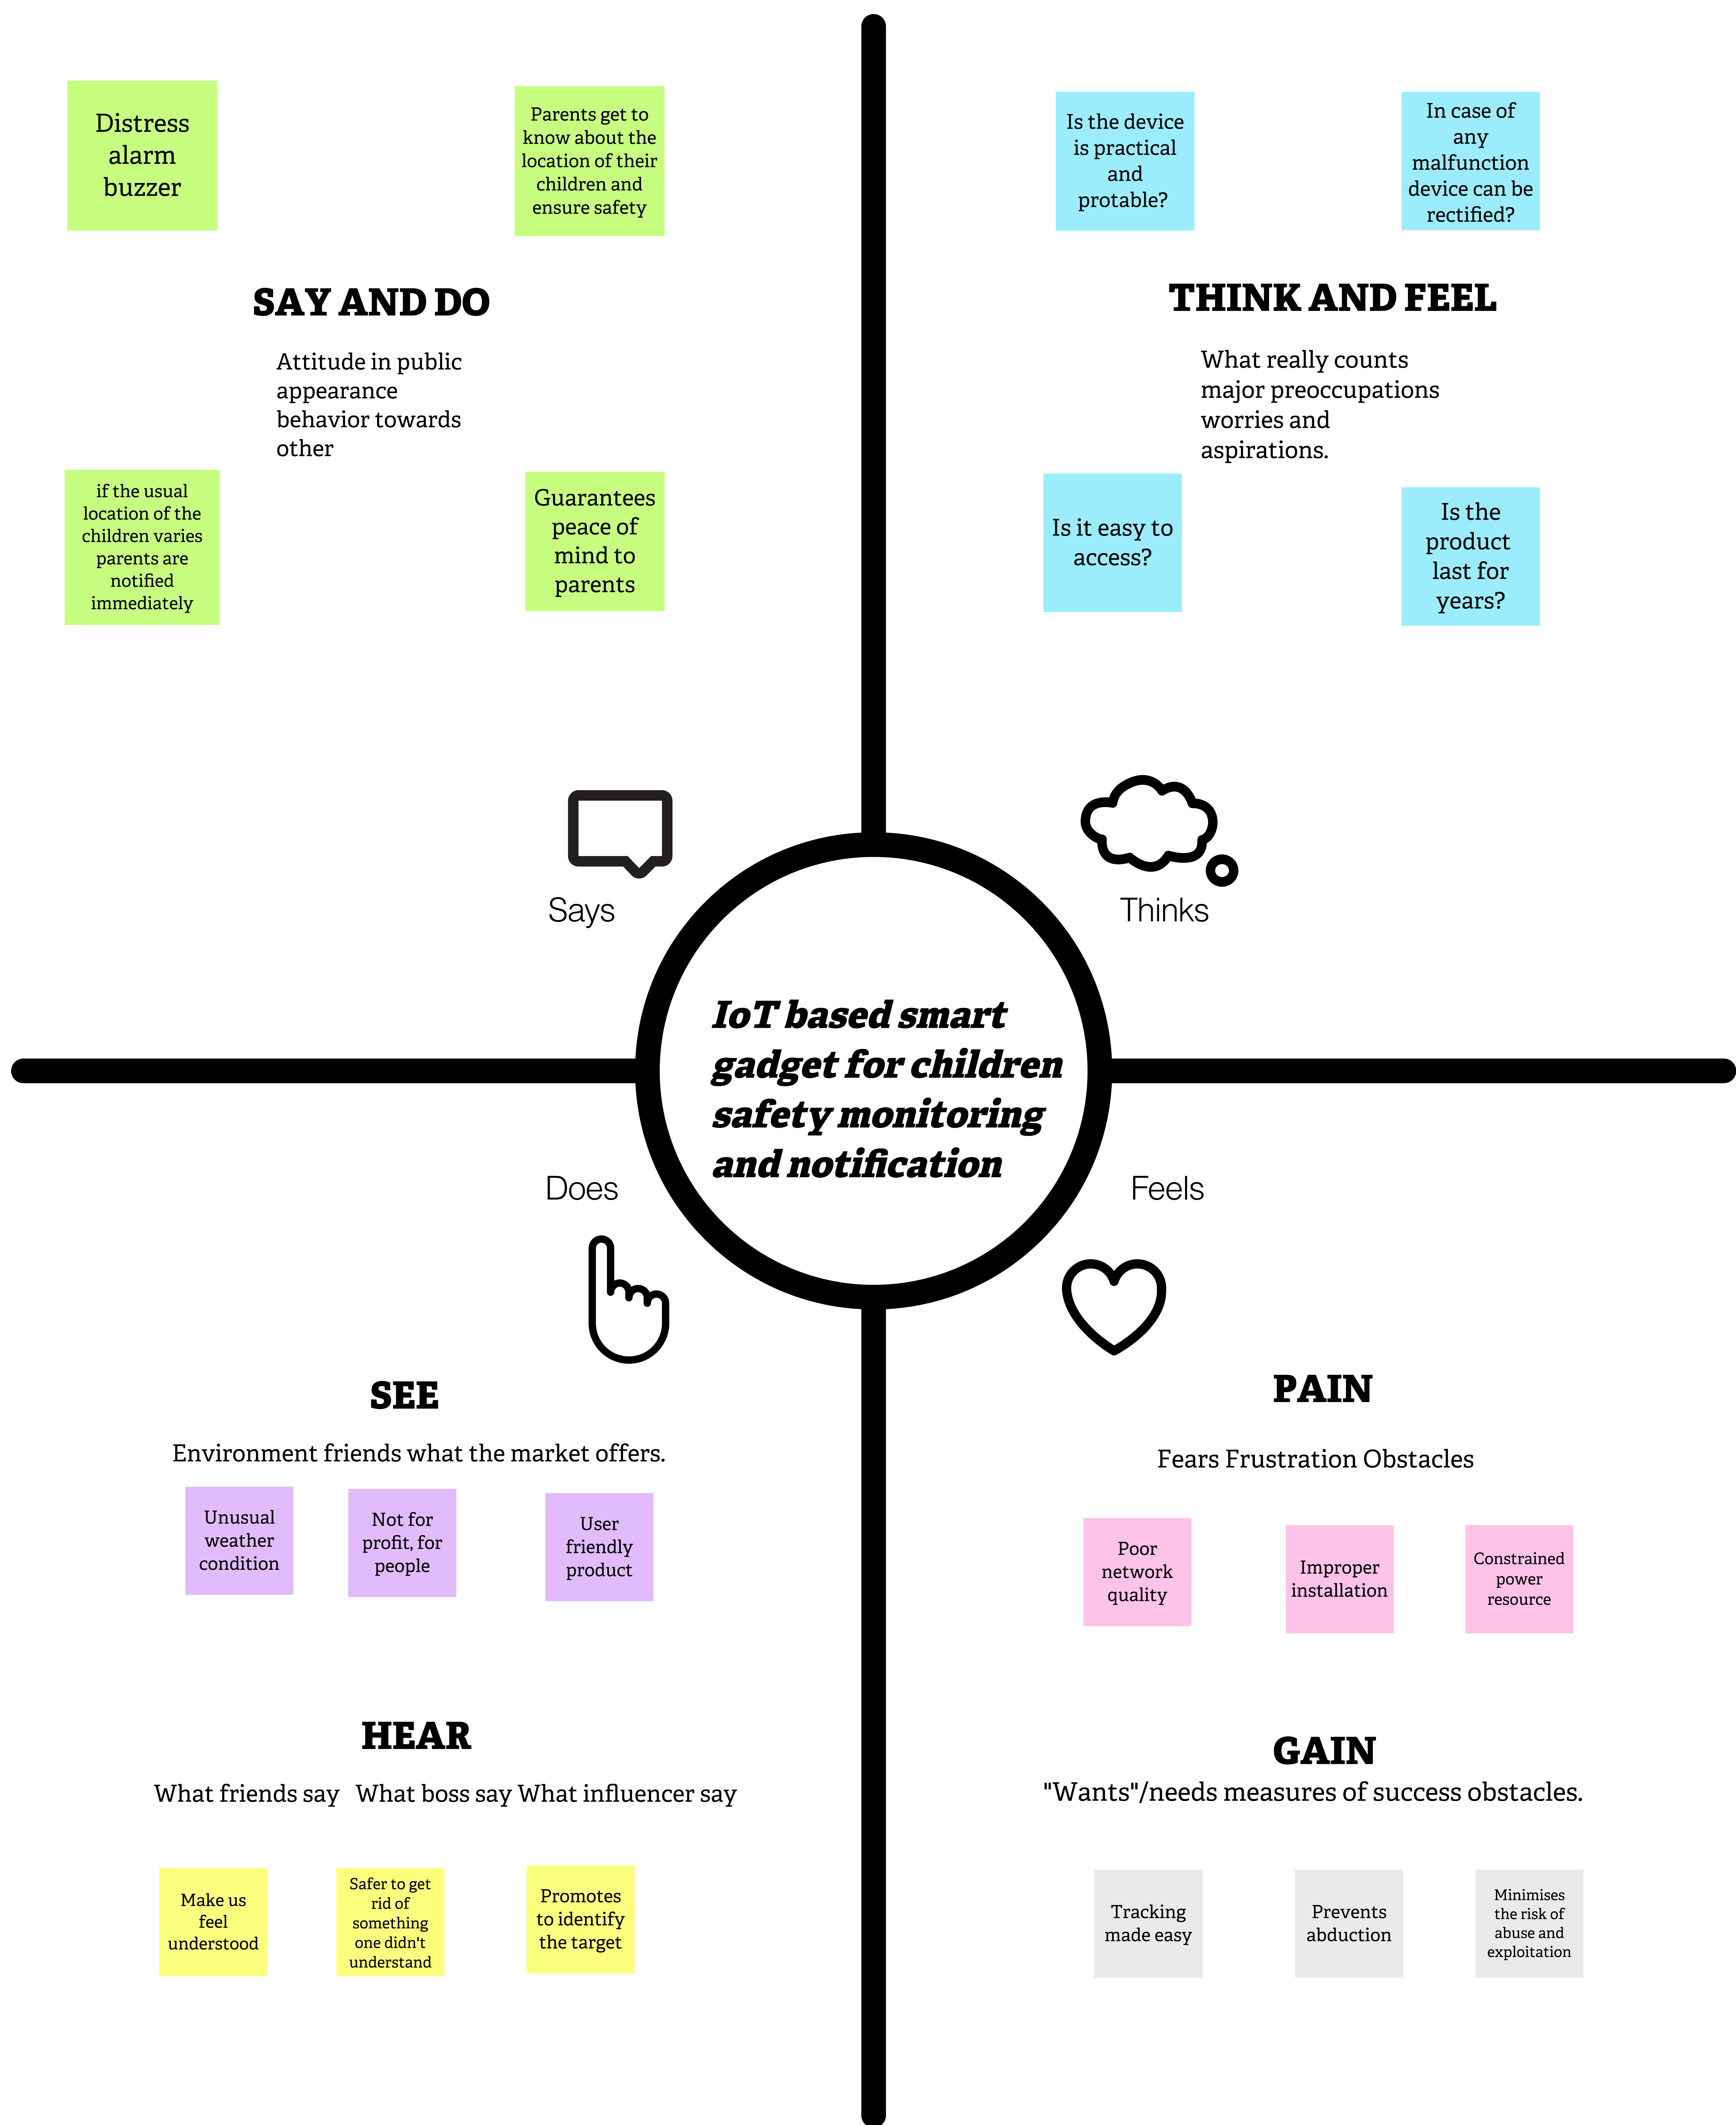 Distress
alarm
buzzer
Parents get to
know about the
location of their
children and
ensure safety
SAY AND DO
Attitude in public
appearance
behavior towards
other
if the usual
location of the
children varies
parents are
notified
immediately
Guarantees
peace of
mind to
parents
Is the device
is practical
and
protable?
In case of
any
malfunction
device can be
rectified?
THINK AND FEEL
What really counts
major preoccupations
worries and
aspirations.
Is it easy to
access?
Is the
product
last for
years?
Says
Thinks
IoT based smart
gadget for children
safety monitoring
and notification
Does
Feels
SEE
Environment friends what the market offers.
Unusual
weather
condition
Not for
profit, for
people
User
friendly
product
PAIN
Fears Frustration Obstacles
Poor
network
quality
Improper
installation
Constrained
power
resource
HEAR
What friends say What boss say What influencer say
Make us
feel
understood
Safer to get
rid of
something
one didn't
understand
Promotes
to identify
the target
GAIN
"Wants"/needs measures of success obstacles.
Tracking
made easy
Prevents
abduction
Minimises
the risk of
abuse and
exploitation